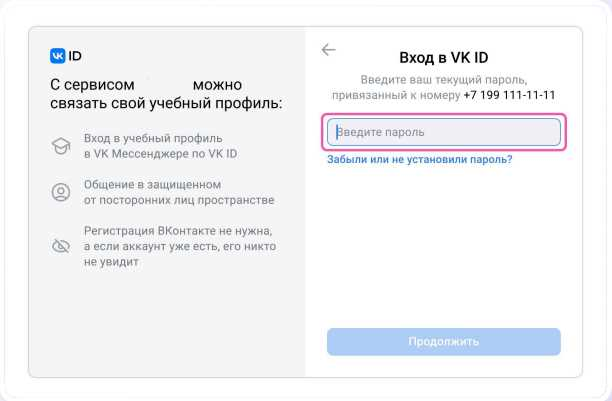 VK ID
С сервисом можно
связать свой учебный профиль:
Вход в учебный профиль
в VK Мессенджере по VK ID
Общение в защищенном
от посторонних лиц пространстве
Регистрация ВКонтакте не нужна,
а если аккаунт уже есть, его никто
не увидит
Вход в VK ID
Введите ваш текущий пароль,
привязанный к номеру +7 199 111-11-11
Введите пароль
Забыли или не установили пароль?
Продолжить